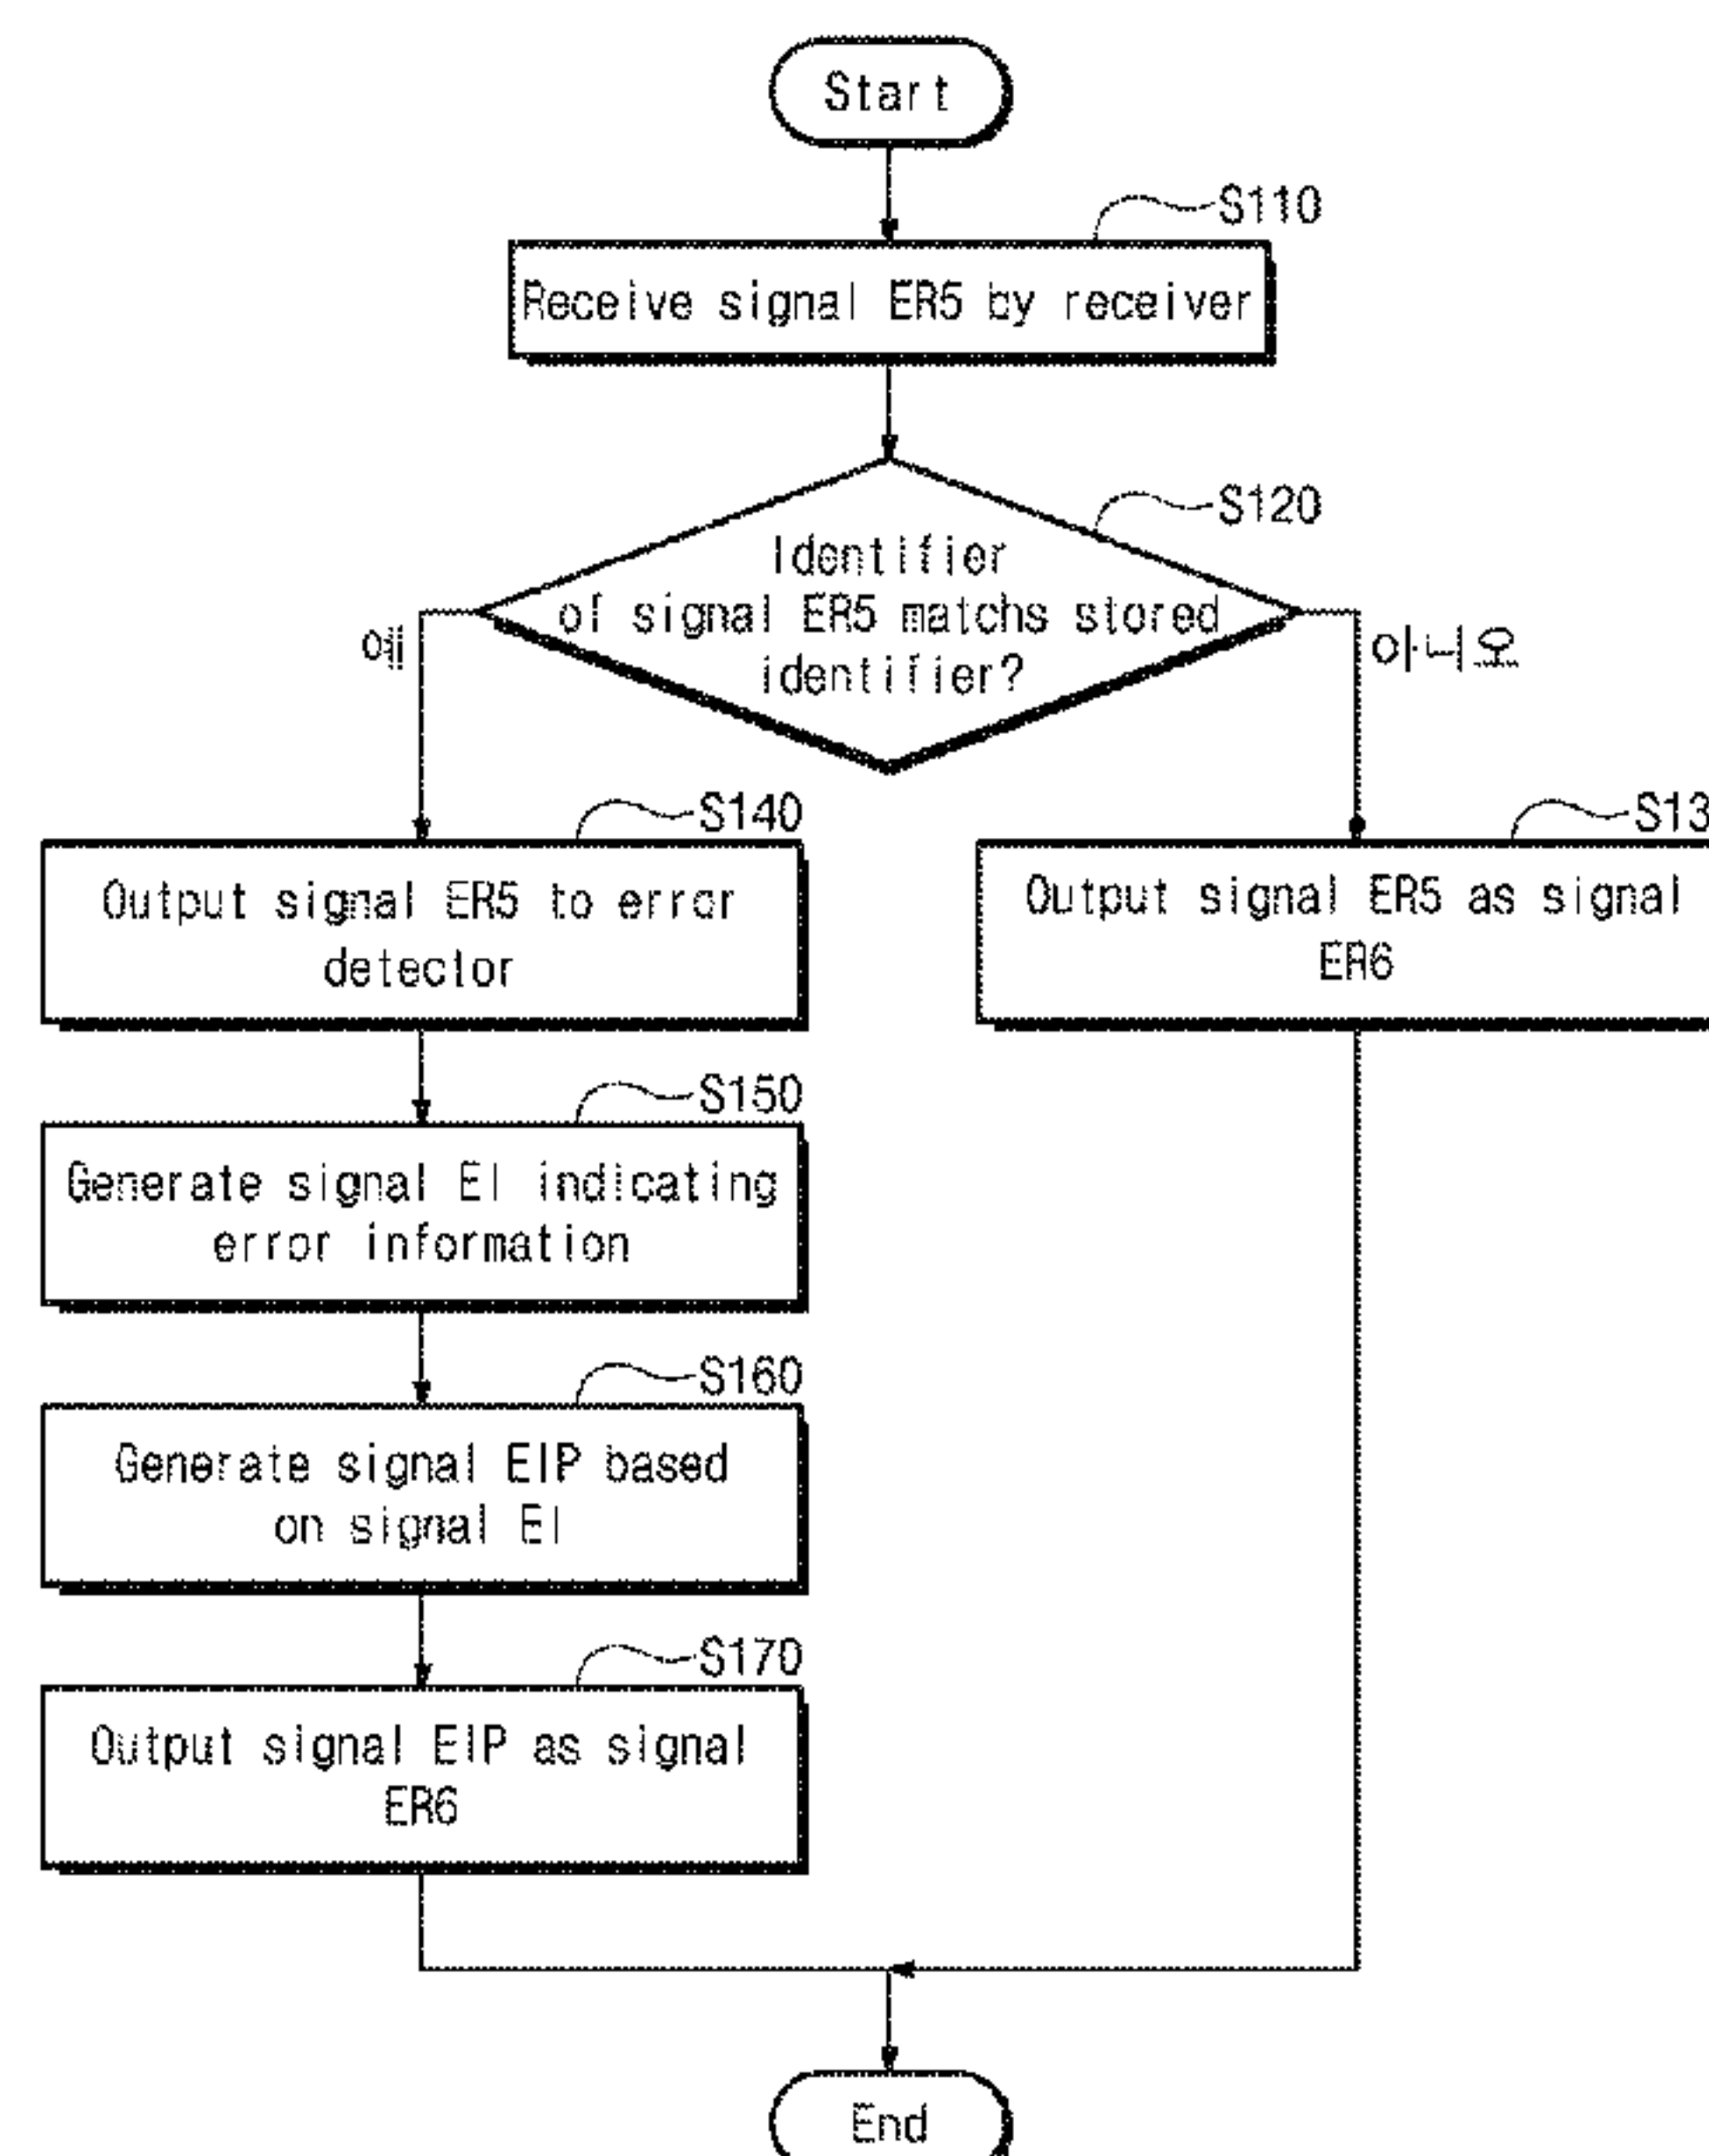 Start
S110
Receive signal ER5 by receiver
S120
Identifier
of signal ER5 matchs stored
identifier?
예
아니오
S140
Output signal ER5 to error
detector
S13
Output signal ER5 as signal
ER6
S150
Generate signal EI indicating
error information
S160
Generate signal EIP based
on signal EI
S170
Output signal EIP as signal
ER6
End